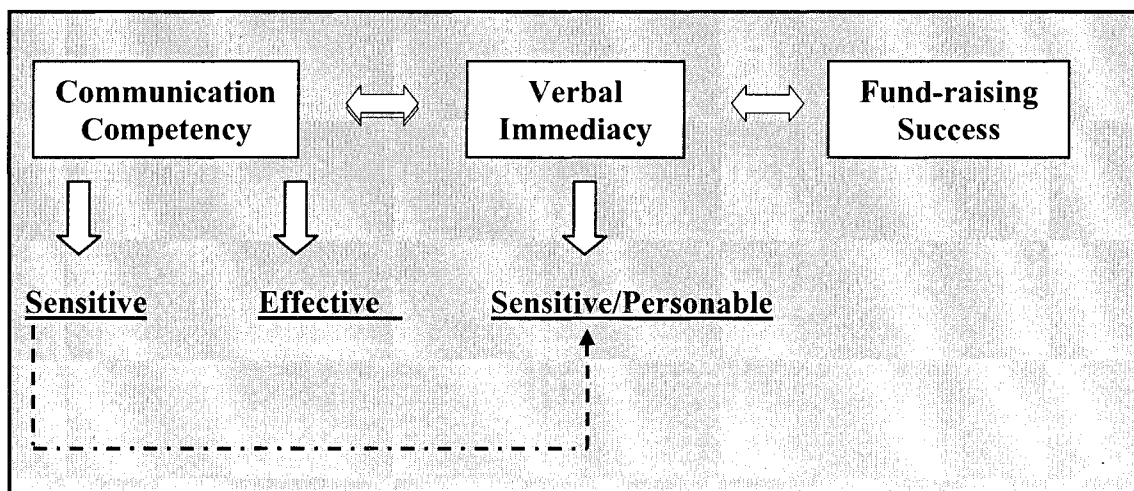 Communication
Competency
Verbal
Immediacy
Fund-raising
Success
Sensitive
Effective
Sensitive/Personable